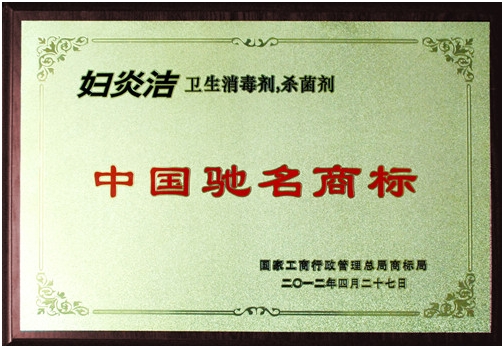 妇炎洁 卫生消毒剂,杀菌剂
中国驰名商标
国家工商行政管理总局商标局
二〇一二年四月二十七日